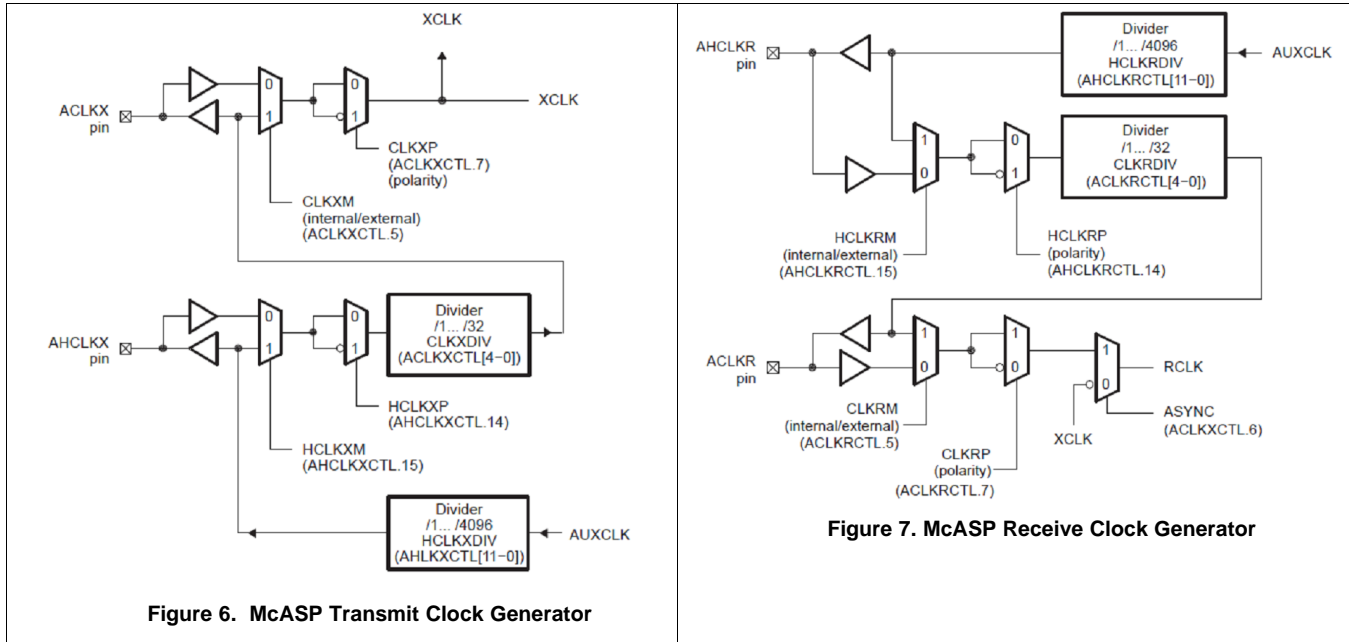 XCLK
0
0
ACLKX
pin
1
1
XCLK
CLKXP
(ACLKXCTL.7)
(polarity)
CLKXM
(internal/external)
(ACLKXCTL.5)
AHCLKX
pin
0
1
0
1
Divider
/1... /32
CLKXDIV
(ACLKXCTL[4−0])
HCLKXP
(AHCLKXCTL.14)
HCLKXM
(AHCLKXCTL.15)
Divider
/1... /4096
HCLKXDIV
(AHLKXCTL[11−0])
AUXCLK
Figure 6. McASP Transmit Clock Generator
AHCLKR
pin
Divider
/1... /4096
HCLKRDIV
(AHCLKRCTL[11−0])
AUXCLK
1
0
0
1
Divider
/1... /32
CLKRDIV
(ACLKRCTL[4−0])
HCLKRM
(internal/external)
(AHCLKRCTL.15)
HCLKRP
(polarity)
(AHCLKRCTL.14)
ACLKR
pin
1
0
1
0
1
0
RCLK
CLKRM
(internal/external)
(ACLKRCTL.5)
XCLK
ASYNC
(ACLKXCTL.6)
CLKRP
(polarity)
(ACLKRCTL.7)
Figure 7. McASP Receive Clock Generator